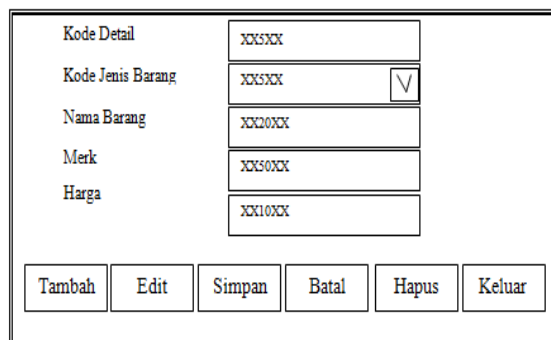 Kode Detail XX5XX
Kode Jenis Barang XX5XX V
Nama Barang XX20XX
Merk XX50XX
Harga XX10XX
Tambah Edit Simpan Batal Hapus Keluar